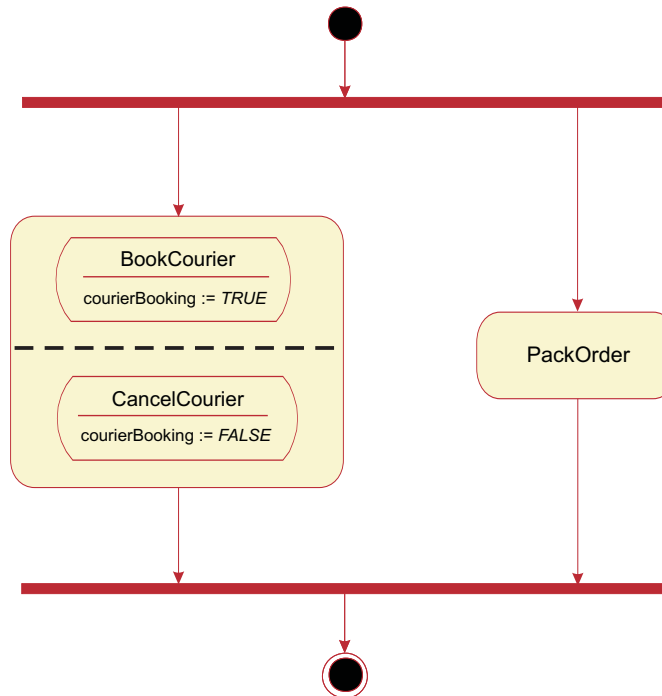 BookCourier
courierBooking := TRUE
PackOrder
CancelCourier
courierBooking := FALSE